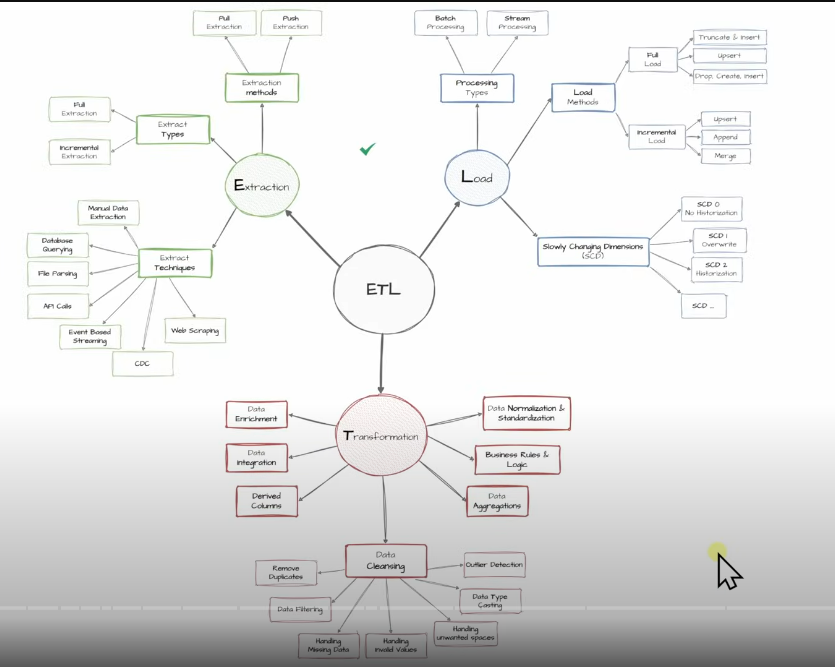 Pull
Extraction
Push
Extraction
Extraction
methods
Full
Extraction
Incremental
Extraction
Extract
Types
Extraction
Manual Data
Extraction
Database
Querying
File Parsing
API Calls
Event Based
Streaming
CDC
Web Scraping
Extract
Techniques
ETL
Batch
Processing
Stream
Processing
Processing
Types
Load
Load
Methods
Full
Load
Truncate & Insert
Upsert
Drop, Create, Insert
Incremental
Load
Upsert
Append
Merge
Slowly Changing Dimensions
(SCD)
SCD 0
No Historization
SCD 1
Overwrite
SCD 2
Historization
SCD ...
Transformation
Data
Enrichment
Data
Integration
Derived
Columns
Data Normalization &
Standardization
Business Rules &
Logic
Data
Aggregations
Data
Cleansing
Remove
Duplicates
Data Filtering
Handling
Missing Data
Handling
Invalid Values
Handling
unwanted spaces
Data Type
Casting
Outlier Detection